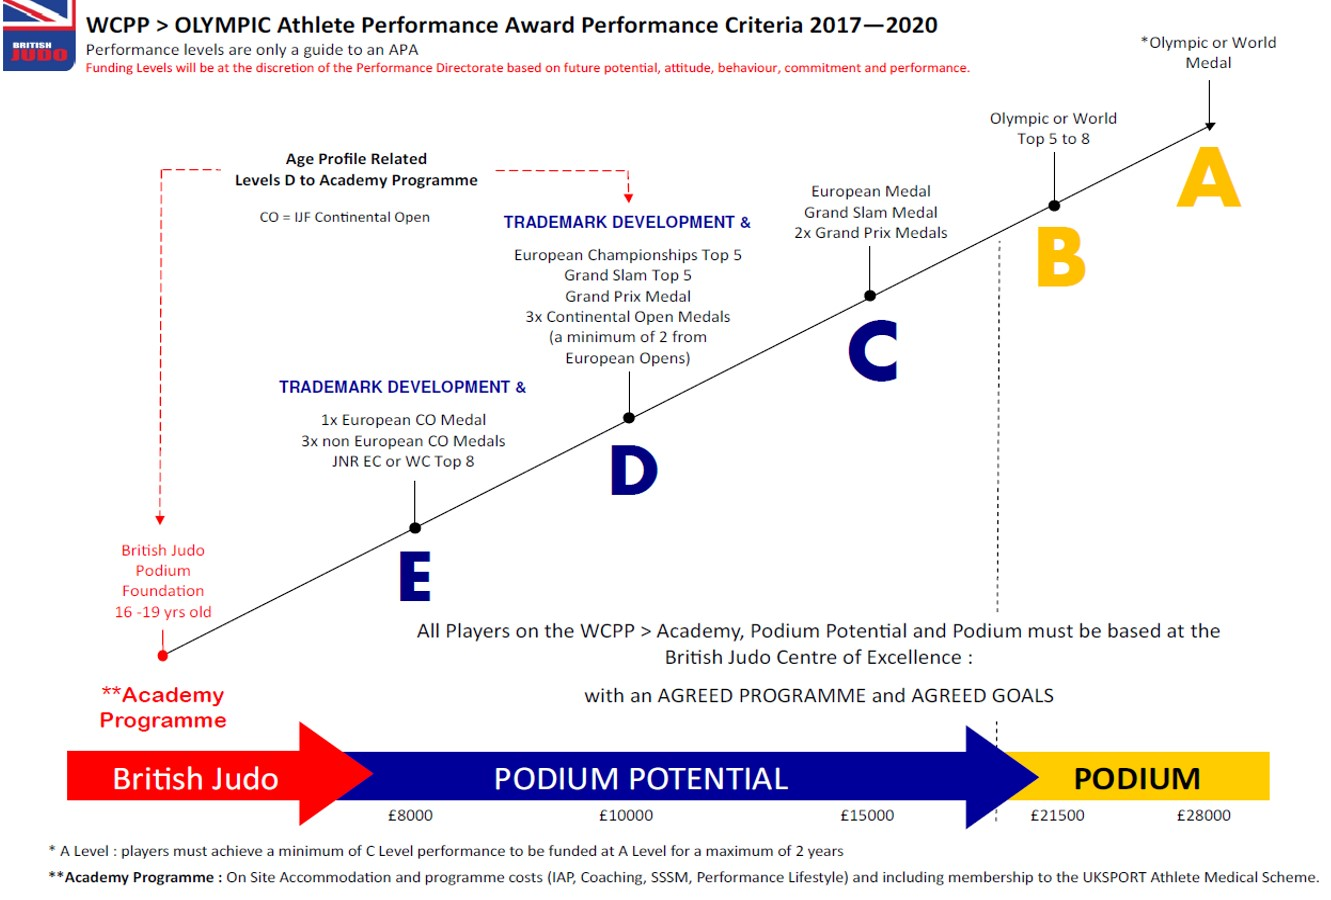 WCPP > OLYMPIC Athlete Performance Award Performance Criteria 2017—2020
BRITISH
JUDO
Performance levels are only a guide to an APA
Funding Levels will be at the discretion of the Performance Directorate based on future potential, attitude, behaviour, commitment and performance.
*Olympic or World
Medal
A
Olympic or World
Top 5 to 8
B
European Medal
Grand Slam Medal
2x Grand Prix Medals
C
Age Profile Related
Levels D to Academy Programme
CO = IJF Continental Open
TRADEMARK DEVELOPMENT &
European Championships Top 5
Grand Slam Top 5
Grand Prix Medal
3x Continental Open Medals
(a minimum of 2 from
European Opens)
D
TRADEMARK DEVELOPMENT &
1x European CO Medal
3x non European CO Medals
JNR EC or WC Top 8
E
British Judo
Podium
Foundation
16 -19 yrs old
**Academy
Programme
All Players on the WCPP > Academy, Podium Potential and Podium must be based at the
British Judo Centre of Excellence :
with an AGREED PROGRAMME and AGREED GOALS
British Judo
PODIUM POTENTIAL
PODIUM
£8000
£10000
£15000
£21500
£28000
* A Level : players must achieve a minimum of C Level performance to be funded at A Level for a maximum of 2 years
**Academy Programme : On Site Accommodation and programme costs (IAP, Coaching, SSSM, Performance Lifestyle) and including membership to the UKSPORT Athlete Medical Scheme.